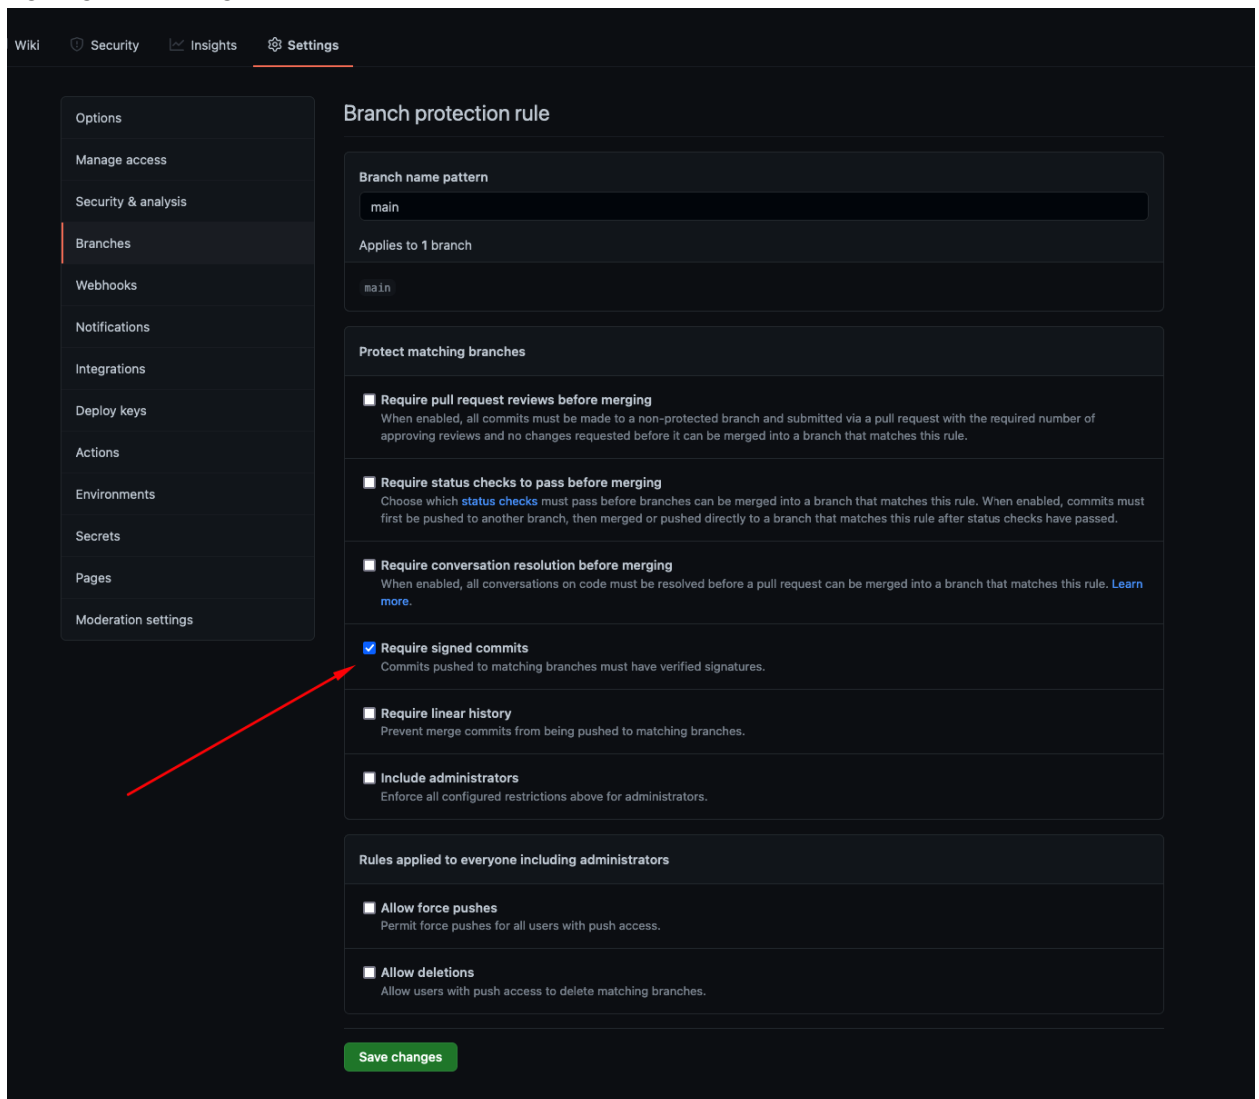 Wiki
Security
Insights
Settings
Options
Manage access
Security & analysis
Branches
Webhooks
Notifications
Integrations
Deploy keys
Actions
Environments
Secrets
Pages
Moderation settings
Branch protection rule
Branch name pattern
main
Applies to 1 branch
main
Protect matching branches
Require pull request reviews before merging
When enabled, all commits must be made to a non-protected branch and submitted via a pull request with the required number of
approving reviews and no changes requested before it can be merged into a branch that matches this rule.
Require status checks to pass before merging
Choose which status checks must pass before branches can be merged into a branch that matches this rule. When enabled, commits must
first be pushed to another branch, then merged or pushed directly to a branch that matches this rule after status checks have passed.
Require conversation resolution before merging
When enabled, all conversations on code must be resolved before a pull request can be merged into a branch that matches this rule. Learn
more.
Require signed commits
Commits pushed to matching branches must have verified signatures.
Require linear history
Prevent merge commits from being pushed to matching branches.
Include administrators
Enforce all configured restrictions above for administrators.
Rules applied to everyone including administrators
Allow force pushes
Permit force pushes for all users with push access.
Allow deletions
Allow users with push access to delete matching branches.
Save changes